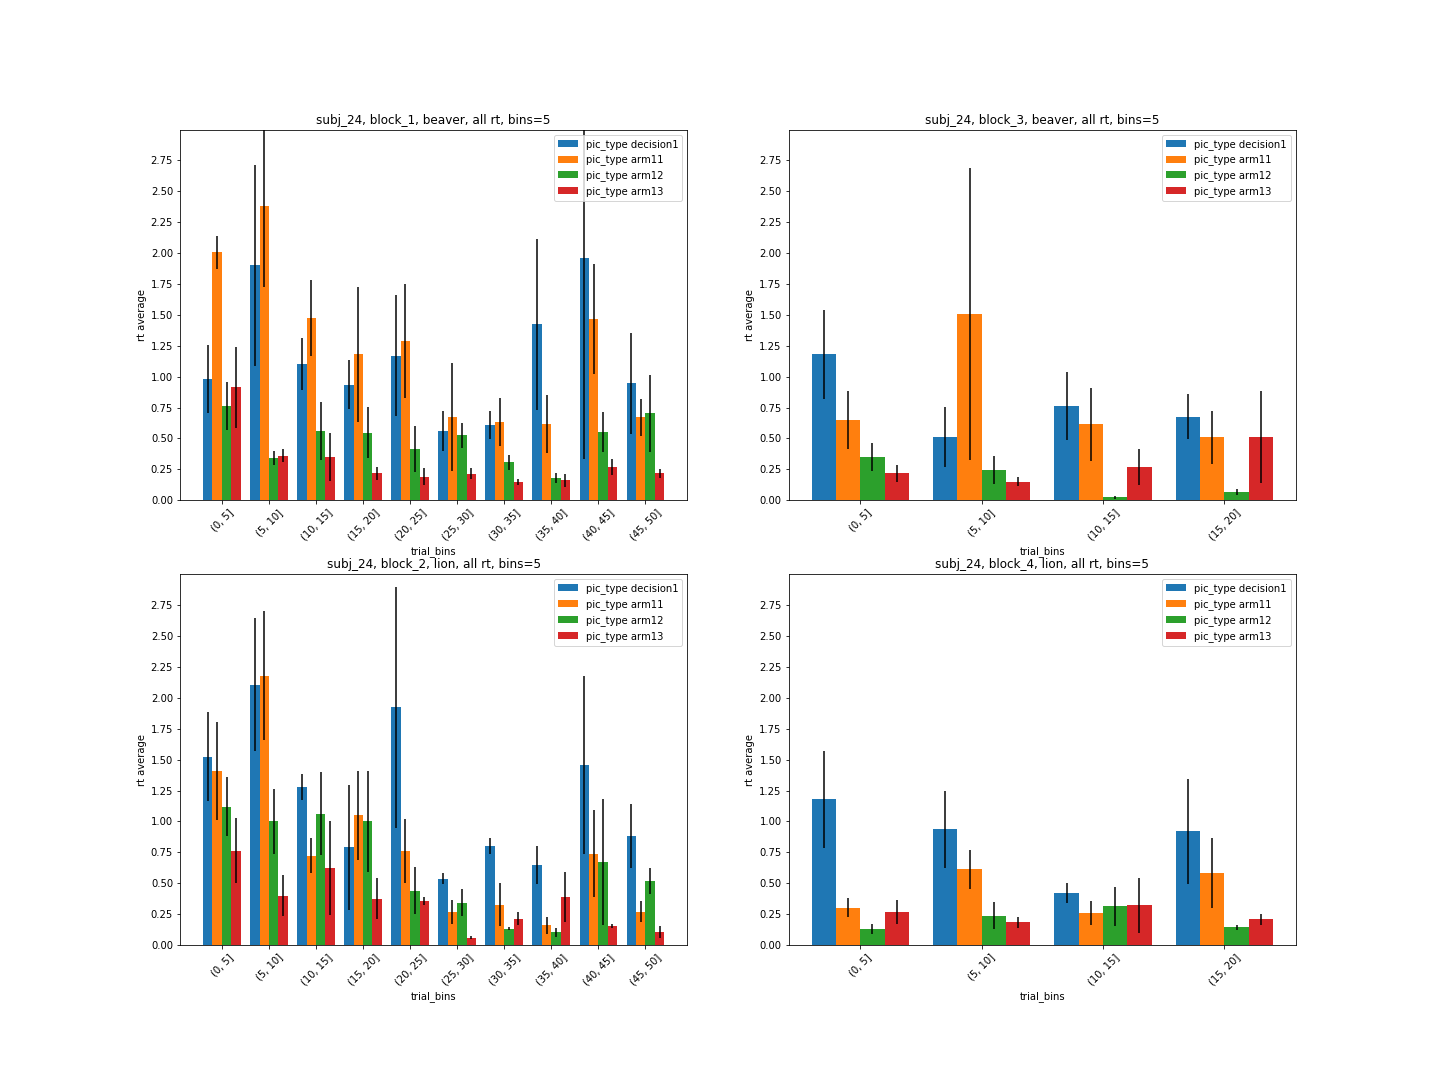 subj_24, block_1, beaver, all rt, bins=5
pic_type decision1
pic_type arm11
pic_type arm12
pic_type arm13
rt average
2.75
2.50
2.25
2.00
1.75
1.50
1.25
1.00
0.75
0.50
0.25
0.00
(0, 5]
(5, 10]
(10, 15]
(15, 20]
(20, 25]
(25, 30]
(30, 35]
(35, 40]
(40, 45]
(45, 50]
trial_bins
subj_24, block_3, beaver, all rt, bins=5
pic_type decision1
pic_type arm11
pic_type arm12
pic_type arm13
rt average
2.75
2.50
2.25
2.00
1.75
1.50
1.25
1.00
0.75
0.50
0.25
0.00
(0, 5]
(5, 10]
(10, 15]
(15, 20]
trial_bins
subj_24, block_2, lion, all rt, bins=5
pic_type decision1
pic_type arm11
pic_type arm12
pic_type arm13
rt average
2.75
2.50
2.25
2.00
1.75
1.50
1.25
1.00
0.75
0.50
0.25
0.00
(0, 5]
(5, 10]
(10, 15]
(15, 20]
(20, 25]
(25, 30]
(30, 35]
(35, 40]
(40, 45]
(45, 50]
trial_bins
subj_24, block_4, lion, all rt, bins=5
pic_type decision1
pic_type arm11
pic_type arm12
pic_type arm13
rt average
2.75
2.50
2.25
2.00
1.75
1.50
1.25
1.00
0.75
0.50
0.25
0.00
(0, 5]
(5, 10]
(10, 15]
(15, 20]
trial_bins